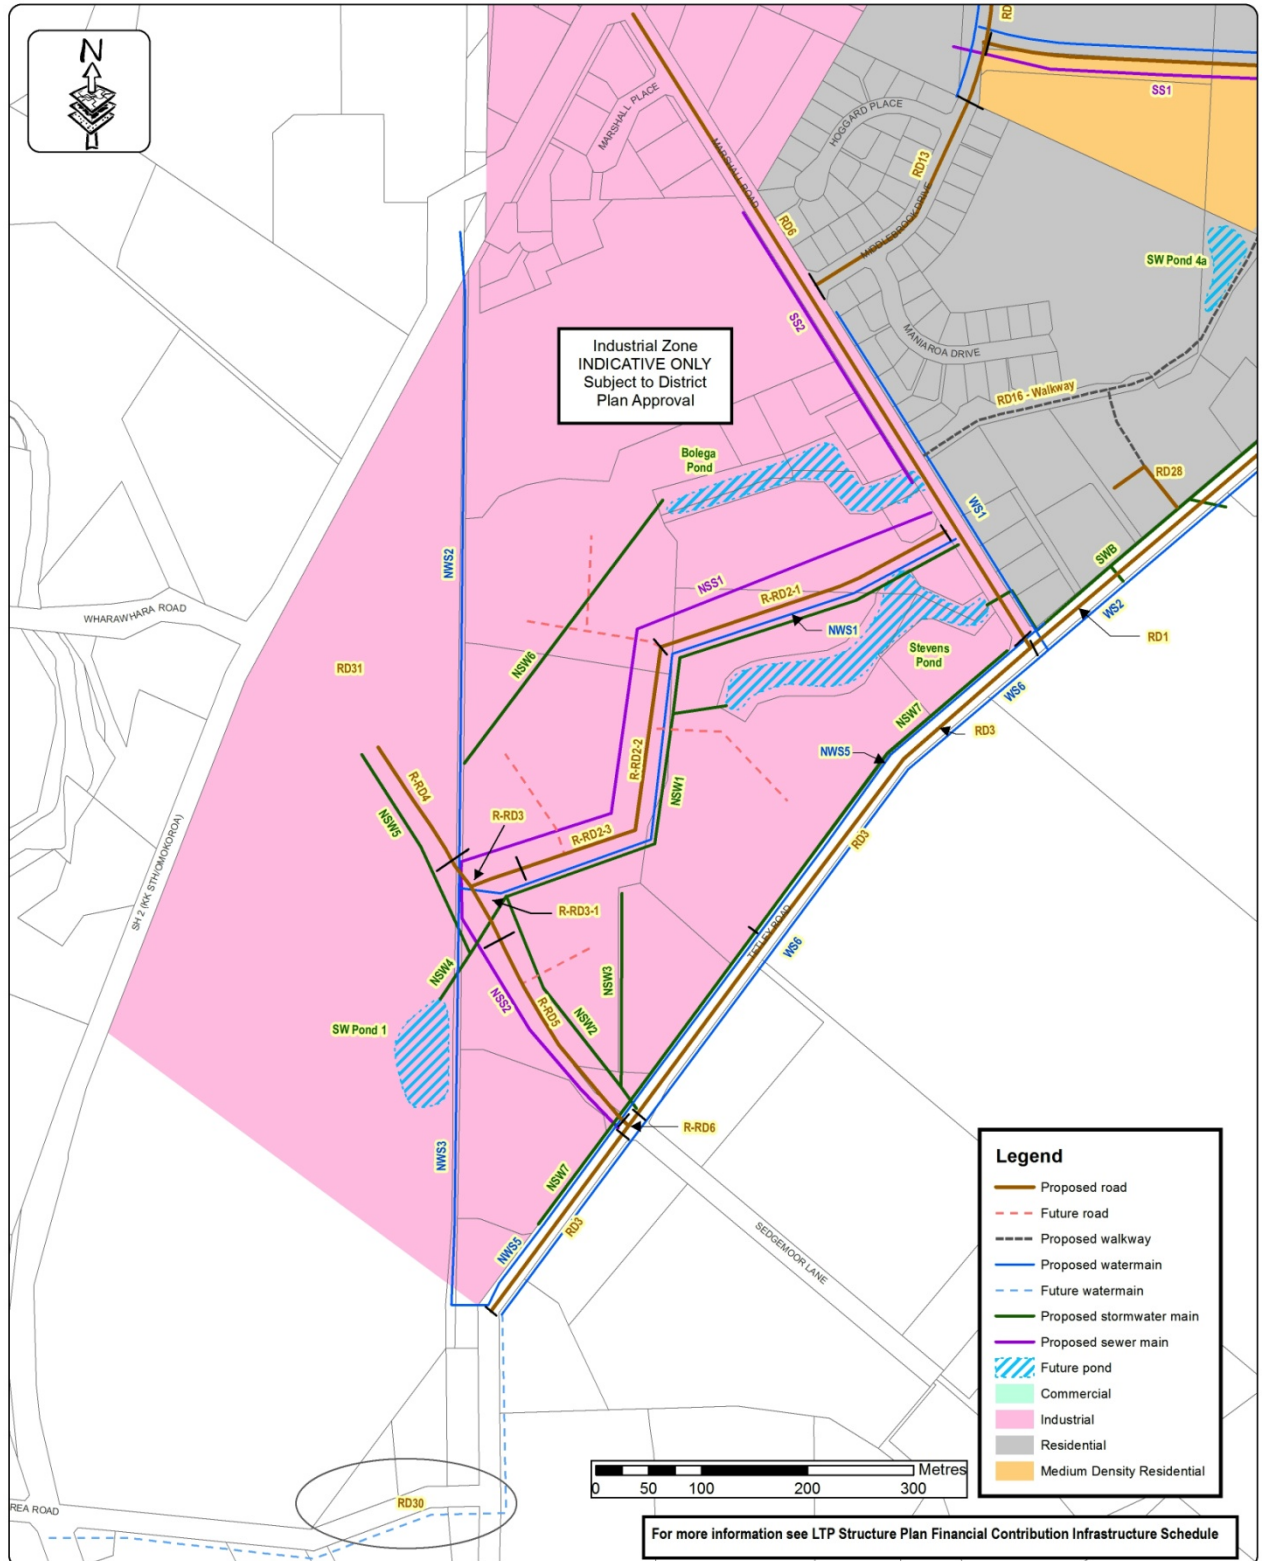 N
RD
SS1
MARSHALL PLACE
HOGGARD PLACE
MARSHALL ROAD
RD13
MIDDLEBROOK DRIVE
RD6
SW Pond 4a
SS2
MANIAROA DRIVE
Industrial Zone
INDICATIVE ONLY
Subject to District
Plan Approval
RD16 - Walkway
Bolega
Pond
RD28
WS1
NWS2
SWB
NSS1
R-RD2-1
WS2
WHARAWHARA ROAD
NWS1
RD1
RD31
NSW6
Stevens
Pond
WS6
NSW7
RD3
NWS5
R-RD2-2
R-RD4
NSW1
R-RD3
NSW5
R-RD2-3
RD3
SH 2 (KK STH/OMOKOROA)
R-RD3-1
TETLEY ROAD
WS6
NSW4
NSW3
NSS2
R-RD5
NSW2
SW Pond 1
R-RD6
NWS3
NSW7
RD3
NWS5
SEDGEMOOR LANE
Legend
Proposed road
Future road
Proposed walkway
Proposed watermain
Future watermain
Proposed stormwater main
Proposed sewer main
Future pond
Commercial
Industrial
Residential
Medium Density Residential
Metres
0 50 100 200 300
RD30
REA ROAD
For more information see LTP Structure Plan Financial Contribution Infrastructure Schedule